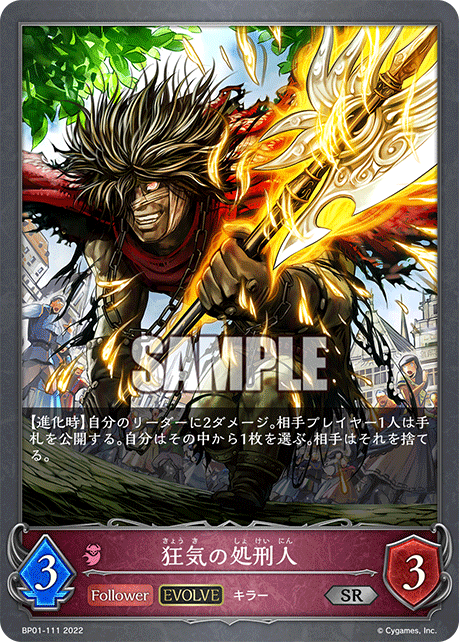 SAMPLE
【進化時】自分のリーダーに2ダメージ。相手プレイヤー1人は手
札を公開する。自分はその中から1枚を選ぶ。相手はそれを捨て
る。
きょうき しょけいにん
狂気の処刑人
3
3
Follower EVOLVE キラー SR
BP01-111 2022 © Cygames, Inc.